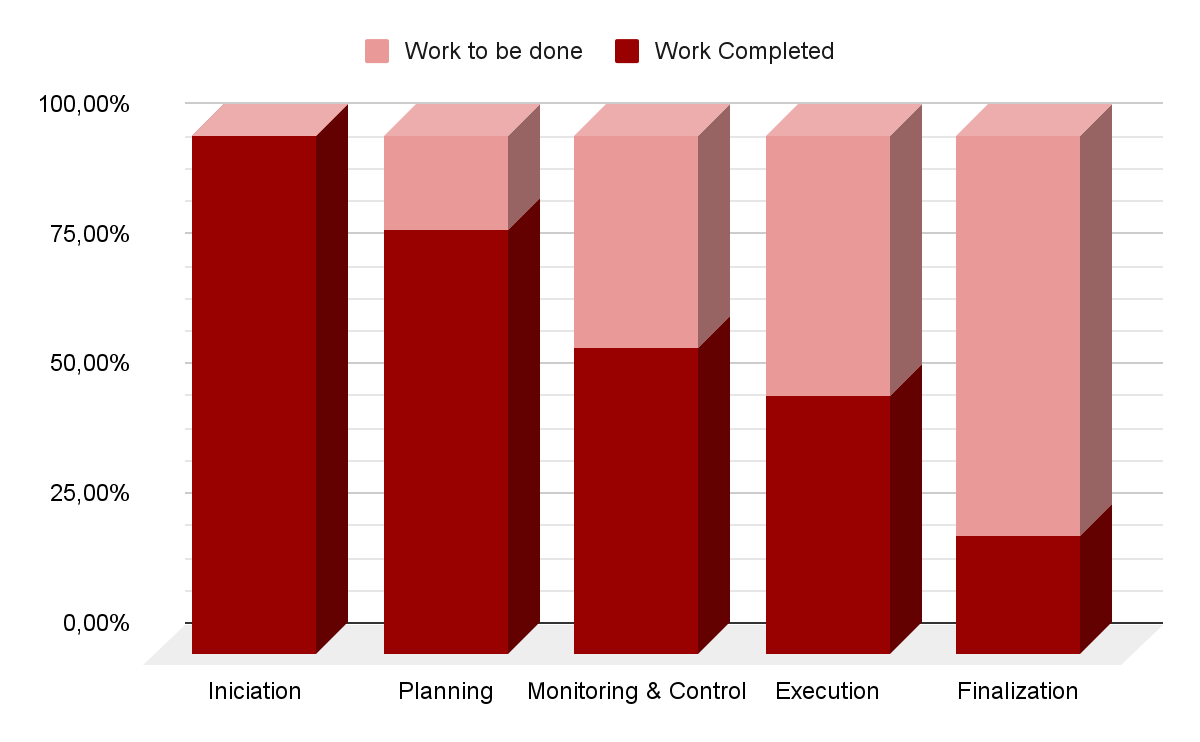 Work to be done Work Completed
100,00%
75,00%
50,00%
25,00%
0,00%
Iniciation Planning Monitoring & Control Execution Finalization